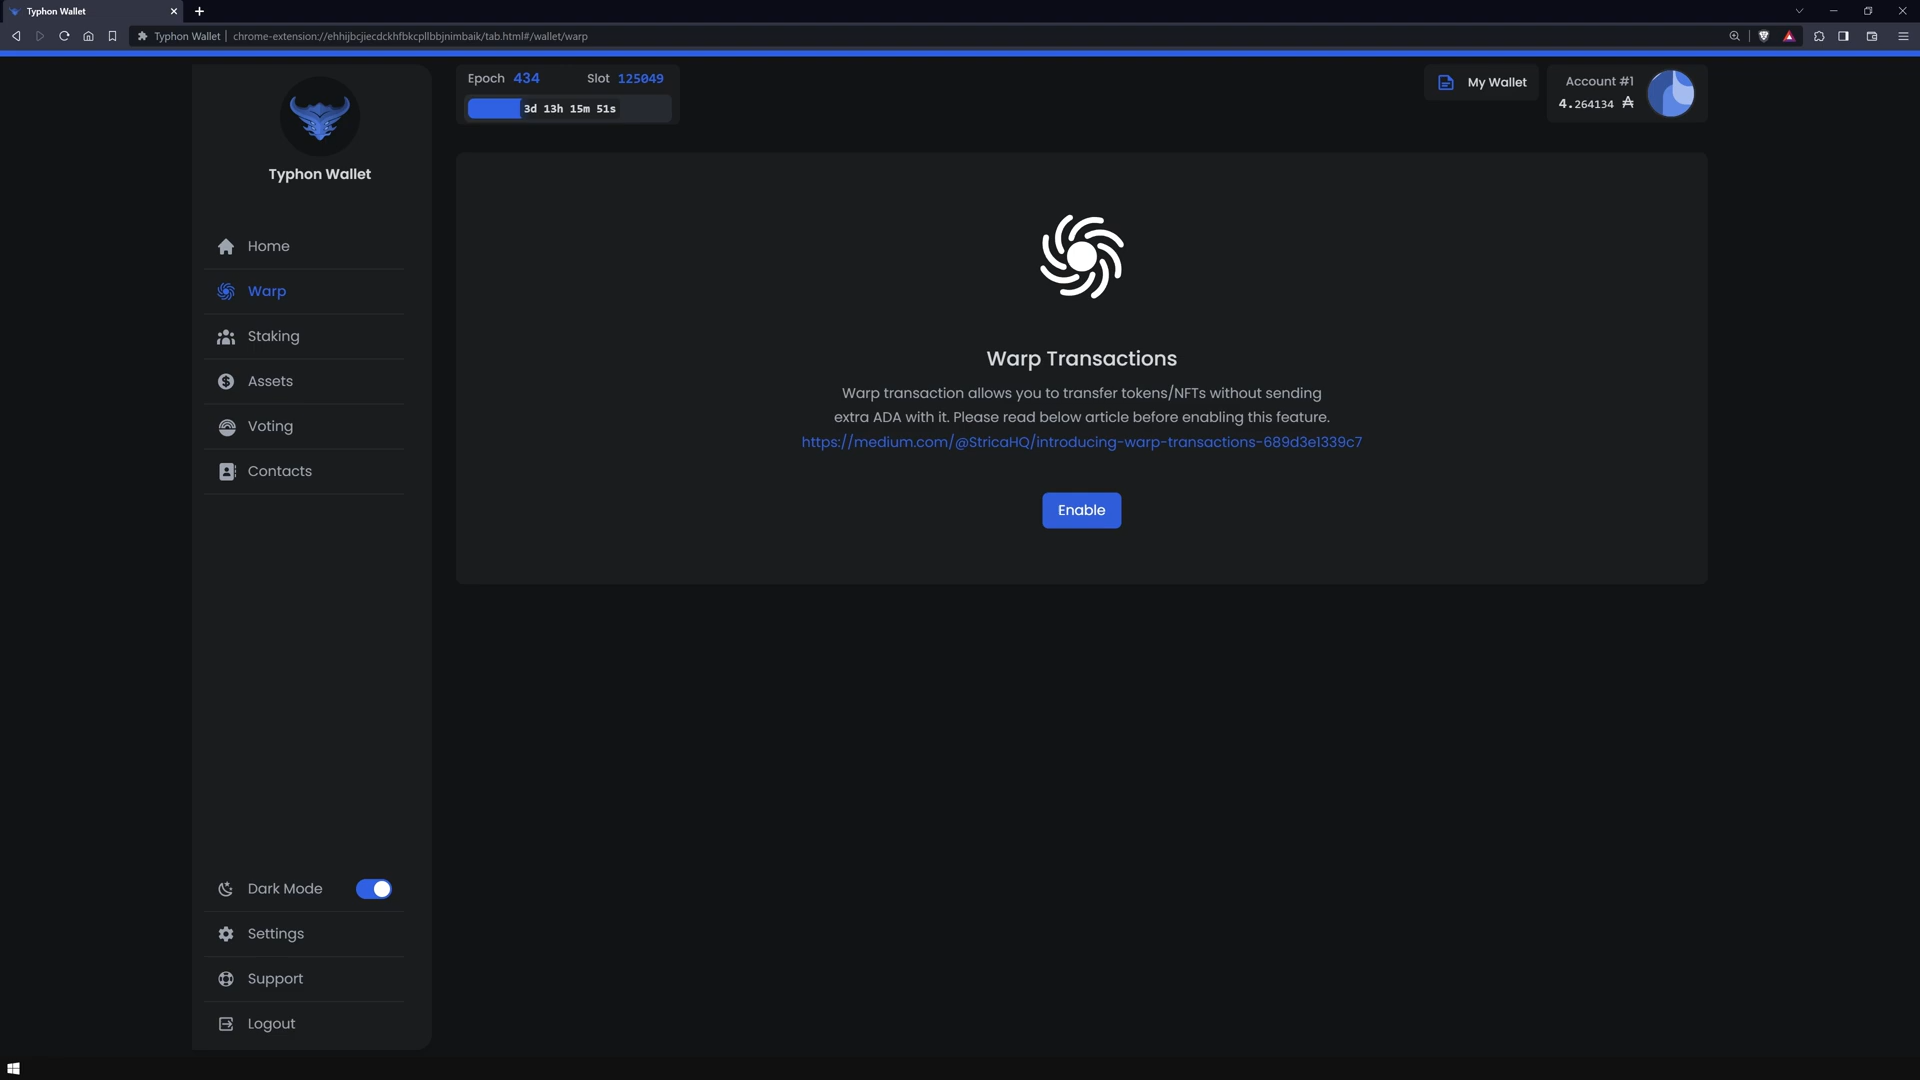 Typhon Wallet
Typhon Wallet | chrome-extension://ehhijbcjiecdckhfbkcpllbbjnimbaik/tab.html#/wallet/warp
Typhon Wallet
Home
Warp
Staking
Assets
Voting
Contacts
Dark Mode
Settings
Support
Logout
Epoch 434 Slot 125049
3d 13h 15m 51s
My Wallet
Account #1
4.264134 ₳
Warp Transactions
Warp transaction allows you to transfer tokens/NFTs without sending
extra ADA with it. Please read below article before enabling this feature.
https://medium.com/@StricaHQ/introducing-warp-transactions-689d3e1339c7
Enable